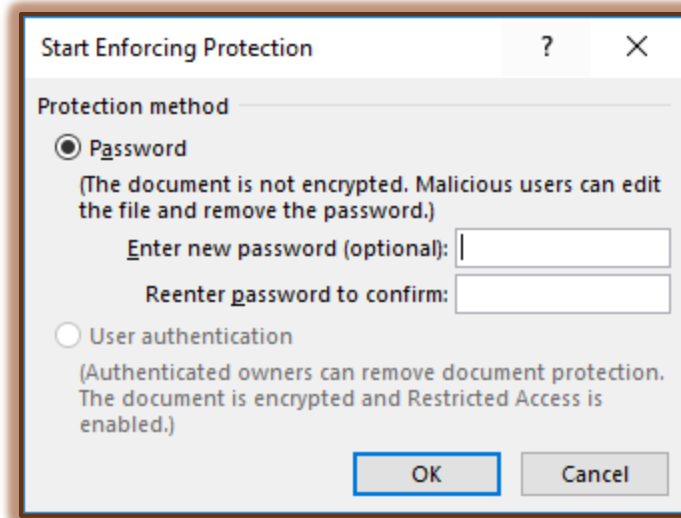 Start Enforcing Protection ? X
Protection method
Password
(The document is not encrypted. Malicious users can edit
the file and remove the password.)
Enter new password (optional):
Reenter password to confirm:
User authentication
(Authenticated owners can remove document protection.
The document is encrypted and Restricted Access is
enabled.)
OK Cancel